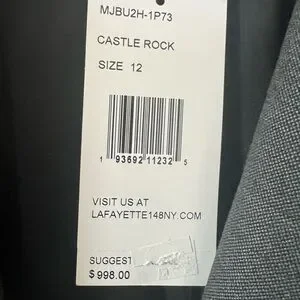 MJBU2H-1P73
CASTLE ROCK
SIZE 12
1 93692 11232 5
VISIT US AT
LAFAYETTE148NY.COM
SUGGEST
$998.00